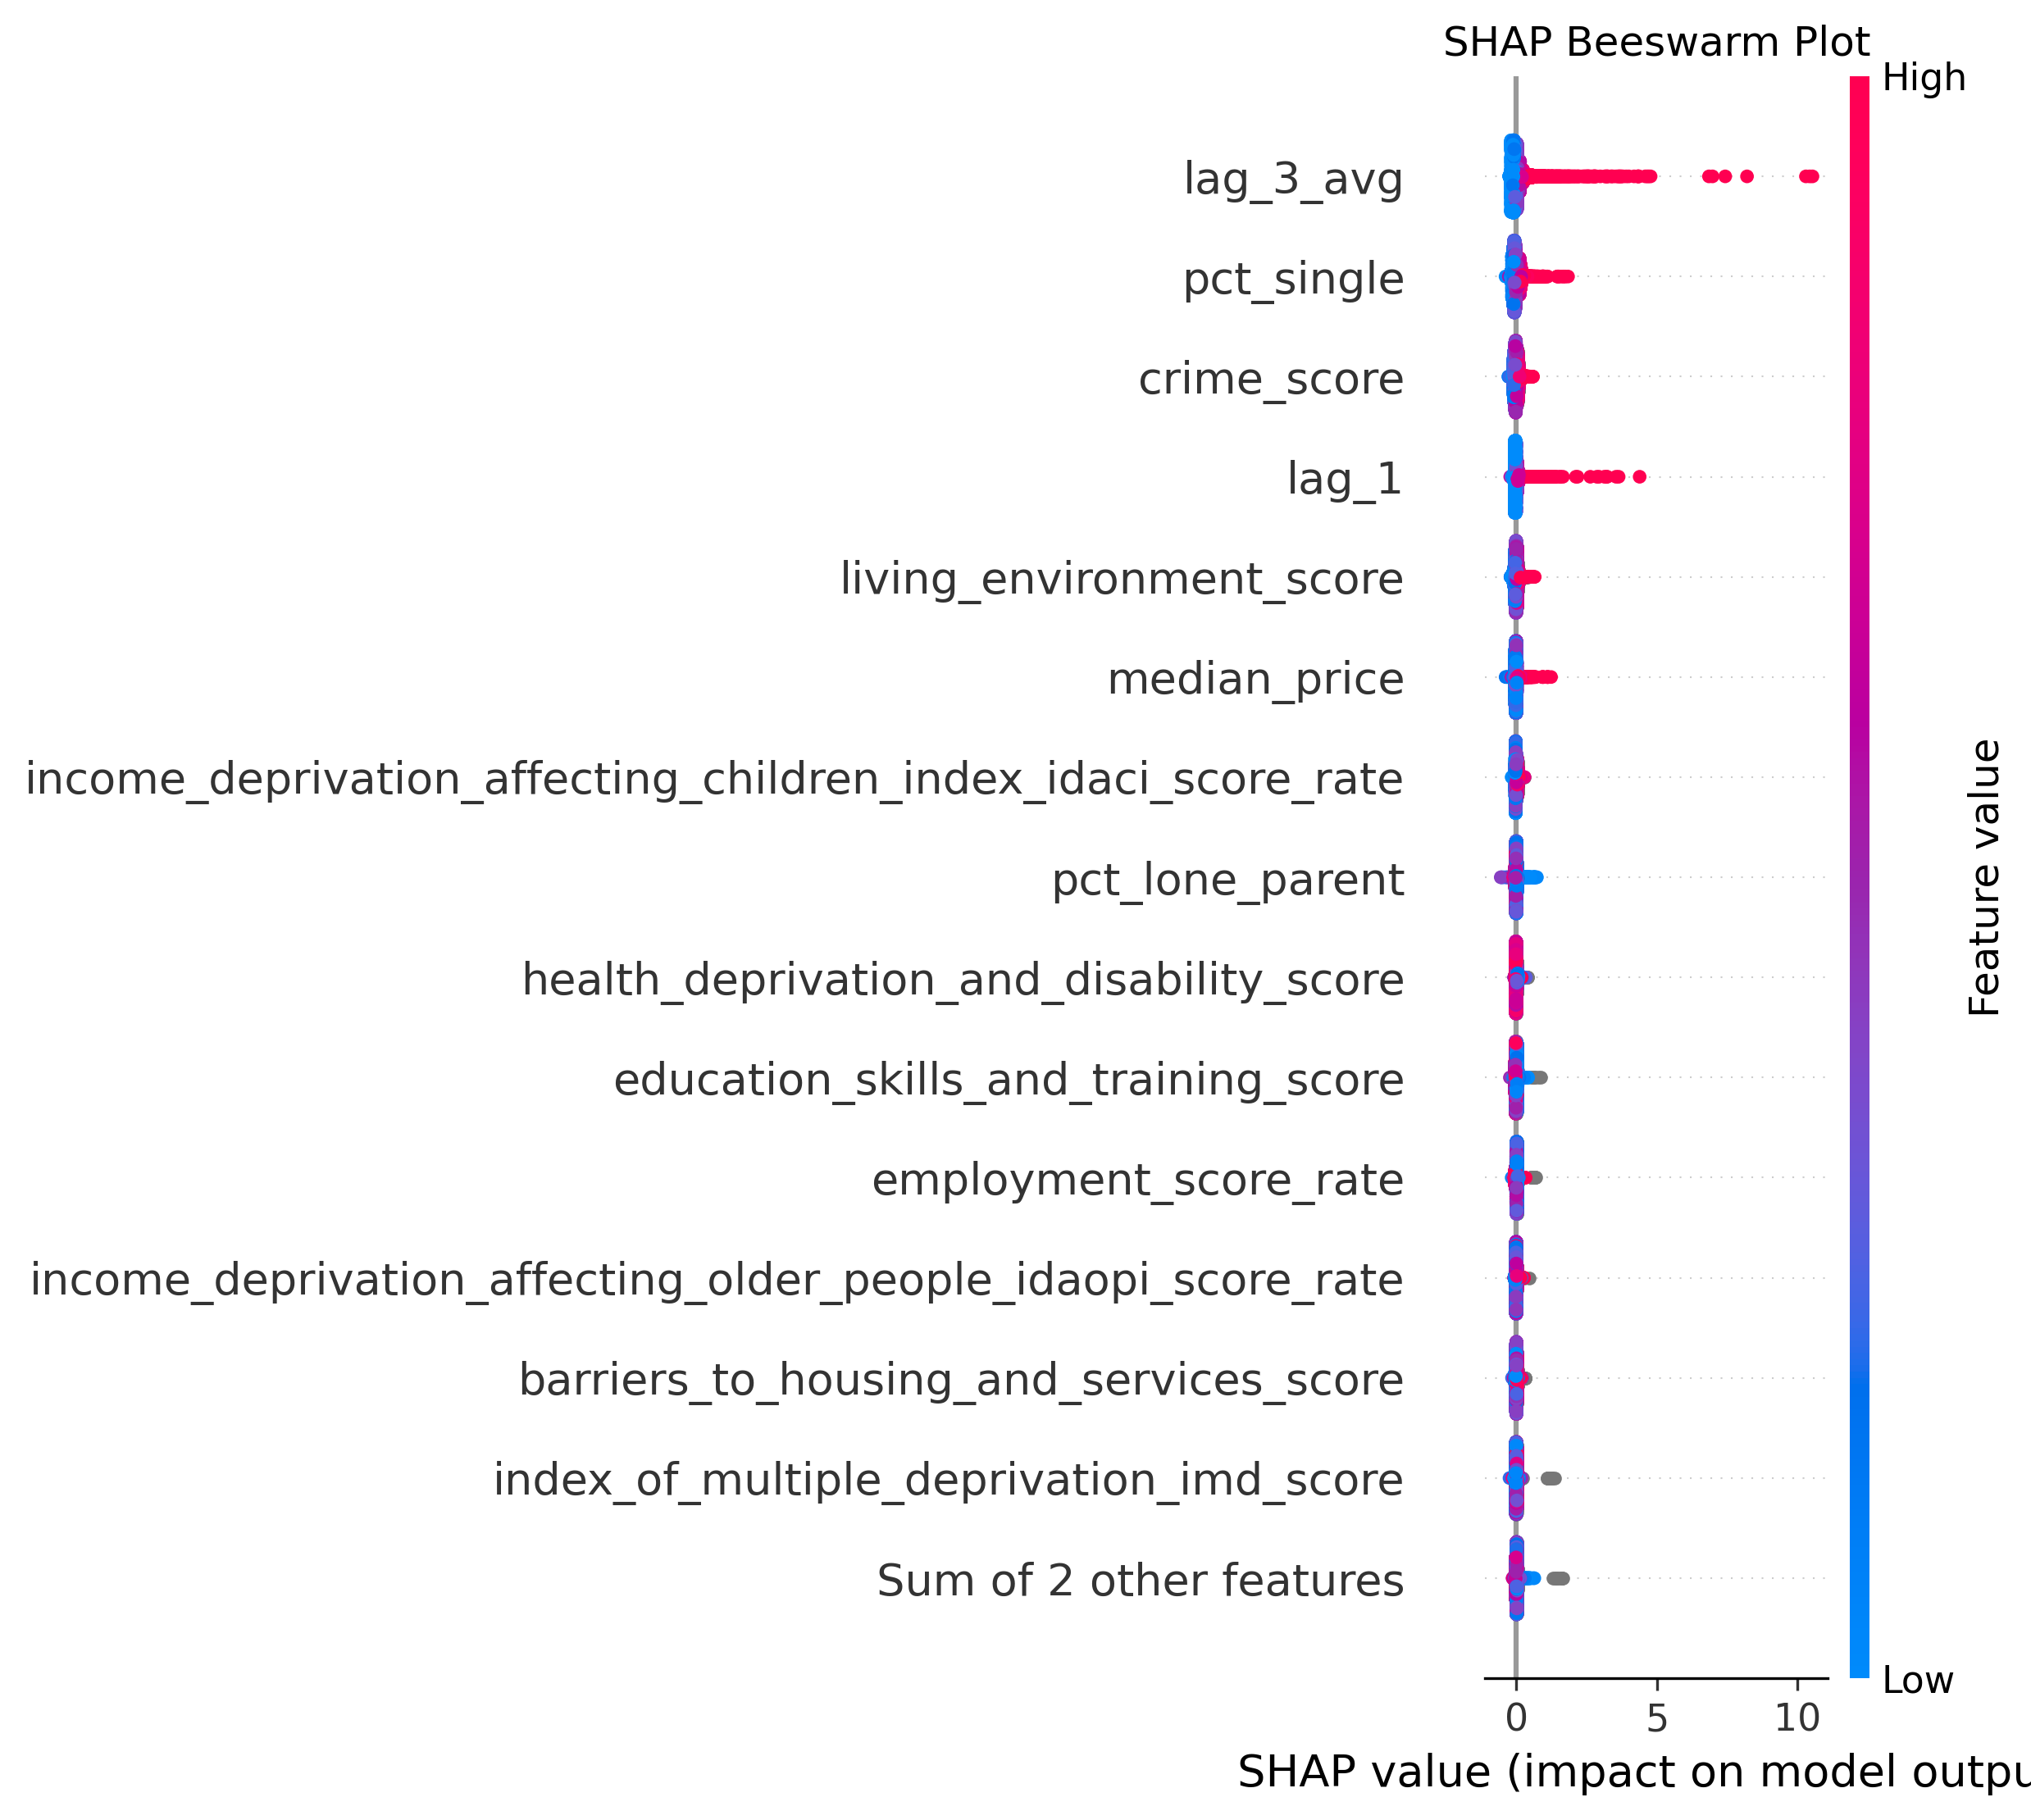 SHAP Beeswarm Plot
High
lag_3_avg
pct_single
crime_score
lag_1
living_environment_score
median_price
income_deprivation_affecting_children_index_idaci_score_rate
pct_lone_parent
health_deprivation_and_disability_score
education_skills_and_training_score
employment_score_rate
income_deprivation_affecting_older_people_idaopi_score_rate
barriers_to_housing_and_services_score
index_of_multiple_deprivation_imd_score
Sum of 2 other features
Feature value
Low
0 5 10
SHAP value (impact on model outpu